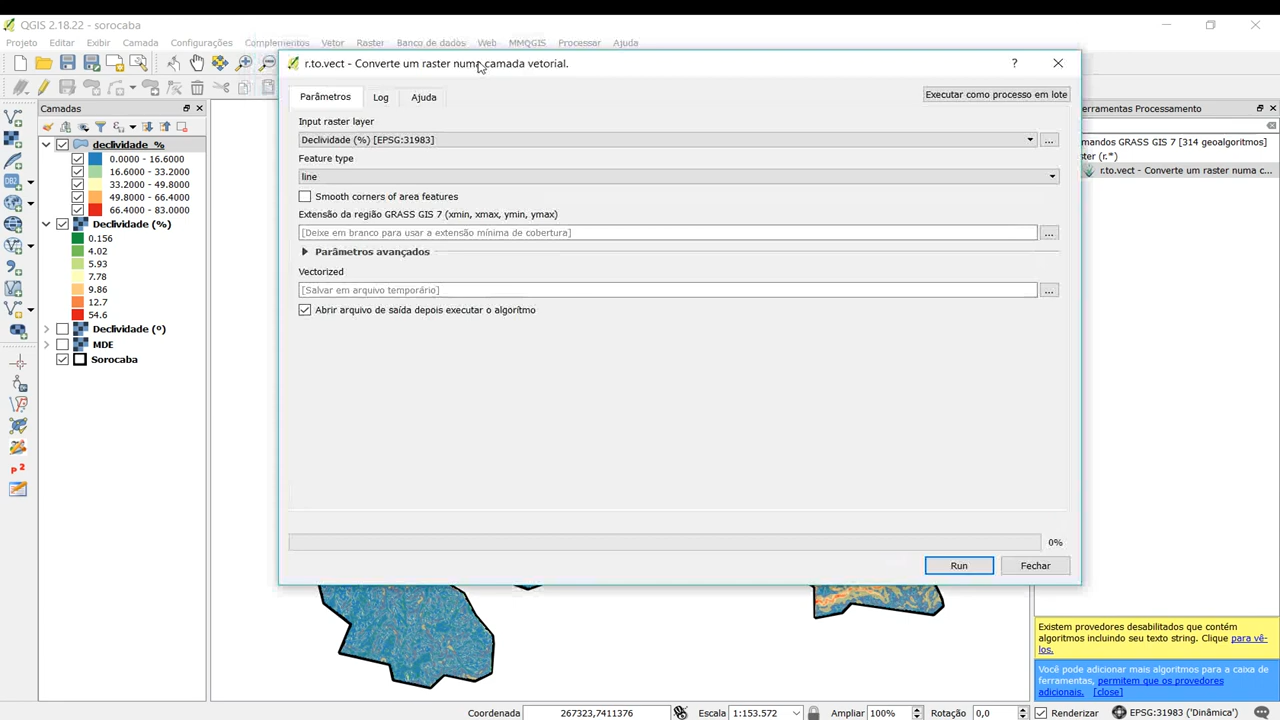 QGIS 2.18.22 - sorocaba
Projeto Editar Exibir Camada Configurações Complementos Vetor Raster Banco de dados Web MMQGIS Processar Ajuda
r.to.vect - Converte um raster numa camada vetorial.
?
Parâmetros Log Ajuda
Executar como processo em lote
Input raster layer
Declividade (%) [EPSG:31983]
...
Feature type
line
Smooth corners of area features
Extensão da região GRASS GIS 7 (xmin, xmax, ymin, ymax)
[Deixe em branco para usar a extensão mínima de cobertura]
...
Parâmetros avançados
Vectorized
[Salvar em arquivo temporário]
...
Abrir arquivo de saída depois executar o algorítmo
0%
Run Fechar
Camadas
declividade_%
0.0000 - 16.6000
16.6000 - 33.2000
33.2000 - 49.8000
49.8000 - 66.4000
66.4000 - 83.0000
Declividade (%)
0.156
4.02
5.93
7.78
9.86
12.7
54.6
Declividade (º)
MDE
Sorocaba
erramentas Processamento
mandos GRASS GIS 7 [314 geoalgoritmos]
ster (r.*)
r.to.vect - Converte um raster numa c...
Existem provedores desabilitados que contém
algoritmos incluindo seu texto string. Clique para vê-
los.
Você pode adicionar mais algoritmos para a caixa de
ferramentas, permitem que os provedores
adicionais. [close]
Coordenada 267323,7411376 Escala 1:153.572 Ampliar 100% Rotação 0,0 Renderizar EPSG:31983 ('Dinâmica')